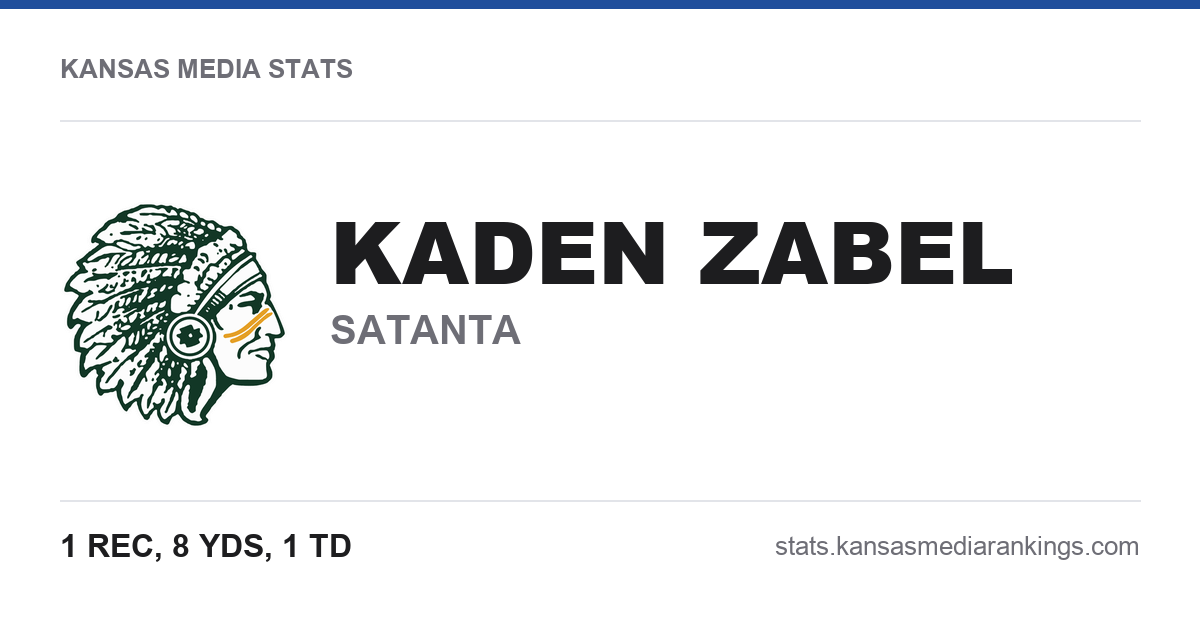 KANSAS MEDIA STATS
KADEN ZABEL
SATANTA
1 REC, 8 YDS, 1 TD
stats.kansasmediarankings.com